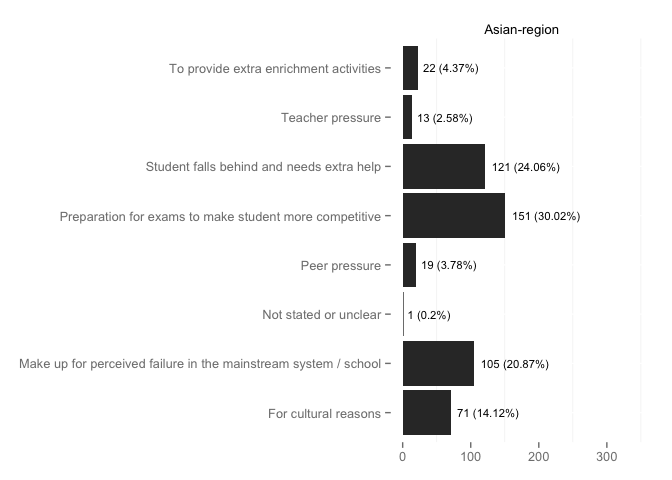 Asian-region
To provide extra enrichment activities 22 (4.37%)
Teacher pressure 13 (2.58%)
Student falls behind and needs extra help 121 (24.06%)
Preparation for exams to make student more competitive 151 (30.02%)
Peer pressure 19 (3.78%)
Not stated or unclear 1 (0.2%)
Make up for perceived failure in the mainstream system / school 105 (20.87%)
For cultural reasons 71 (14.12%)
0 100 200 300